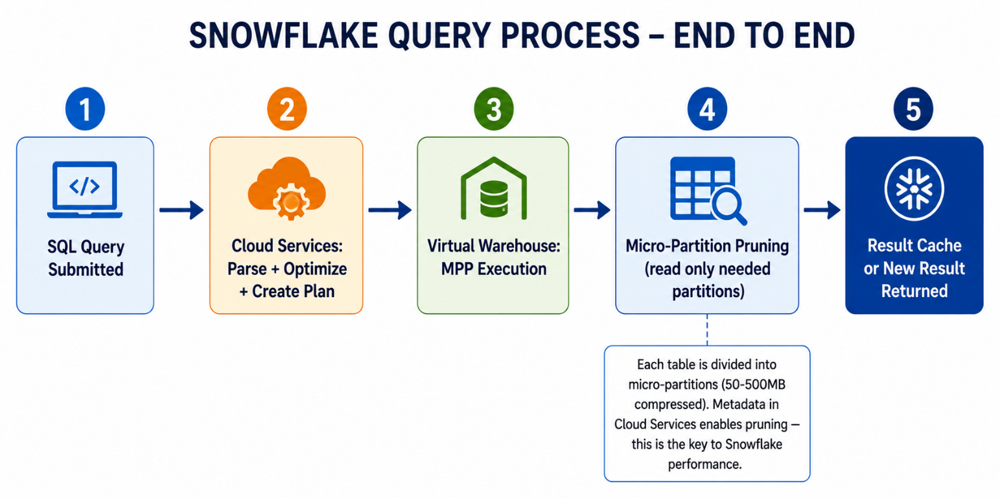 SNOWFLAKE QUERY PROCESS – END TO END
1
2
3
4
5
</>
SQL Query
Submitted
Cloud Services:
Parse + Optimize
+ Create Plan
Virtual Warehouse:
MPP Execution
Micro-Partition Pruning
(read only needed
partitions)
Result Cache
or New Result
Returned
Each table is divided into
micro-partitions (50-500MB
compressed). Metadata in
Cloud Services enables pruning —
this is the key to Snowflake
performance.